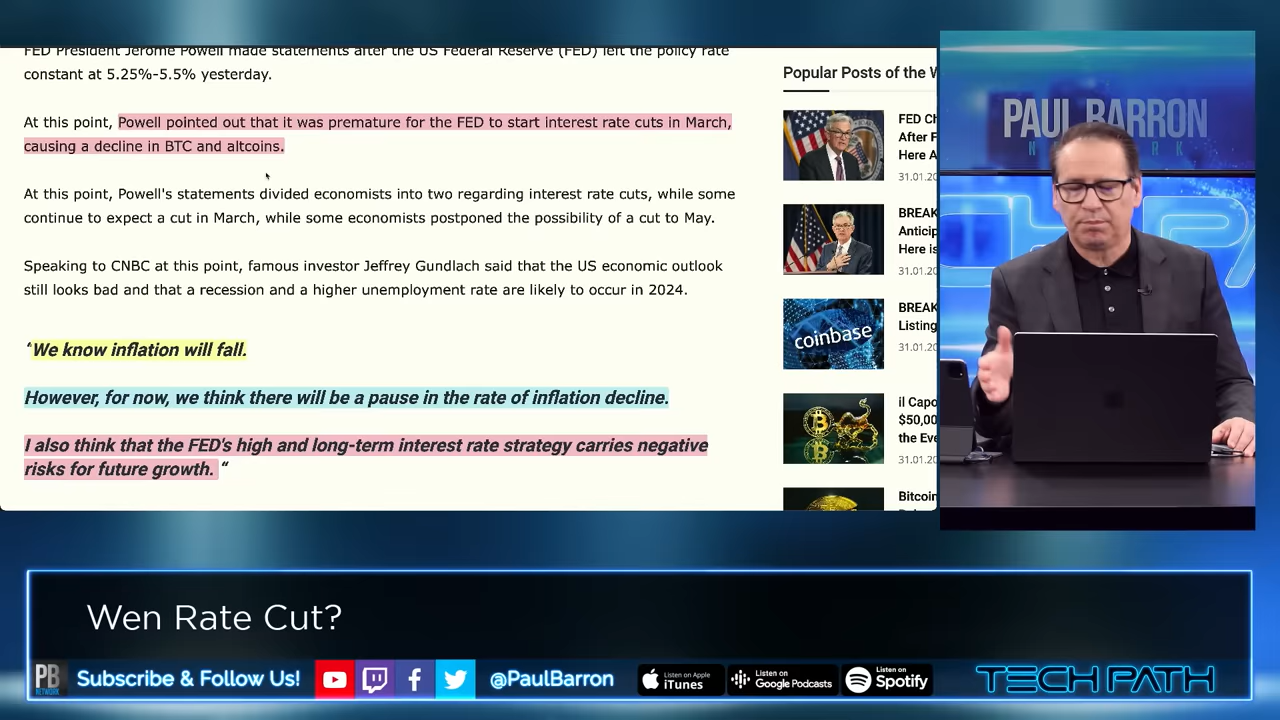 FED President Jerome Powell made statements after the US Federal Reserve (FED) left the policy rate
constant at 5.25%-5.5% yesterday.
At this point, Powell pointed out that it was premature for the FED to start interest rate cuts in March,
causing a decline in BTC and altcoins.
At this point, Powell's statements divided economists into two regarding interest rate cuts, while some
continue to expect a cut in March, while some economists postponed the possibility of a cut to May.
Speaking to CNBC at this point, famous investor Jeffrey Gundlach said that the US economic outlook
still looks bad and that a recession and a higher unemployment rate are likely to occur in 2024.
“We know inflation will fall.
However, for now, we think there will be a pause in the rate of inflation decline.
I also think that the FED's high and long-term interest rate strategy carries negative
risks for future growth. “
Popular Posts of the W
FED Ch
After F
Here A
31.01.20
BREAK
Anticip
Here is
31.01.20
coinbase
BREAK
Listing
31.01.20
il Capo
$50,00
the Eve
31.01.20
Bitcoin
PAUL BARRON
Wen Rate Cut?
PB
NETWORK
Subscribe & Follow Us!
@PaulBarron
Listen on Apple
iTunes
Listen on
Google Podcasts
Listen on
Spotify
TECH PATH